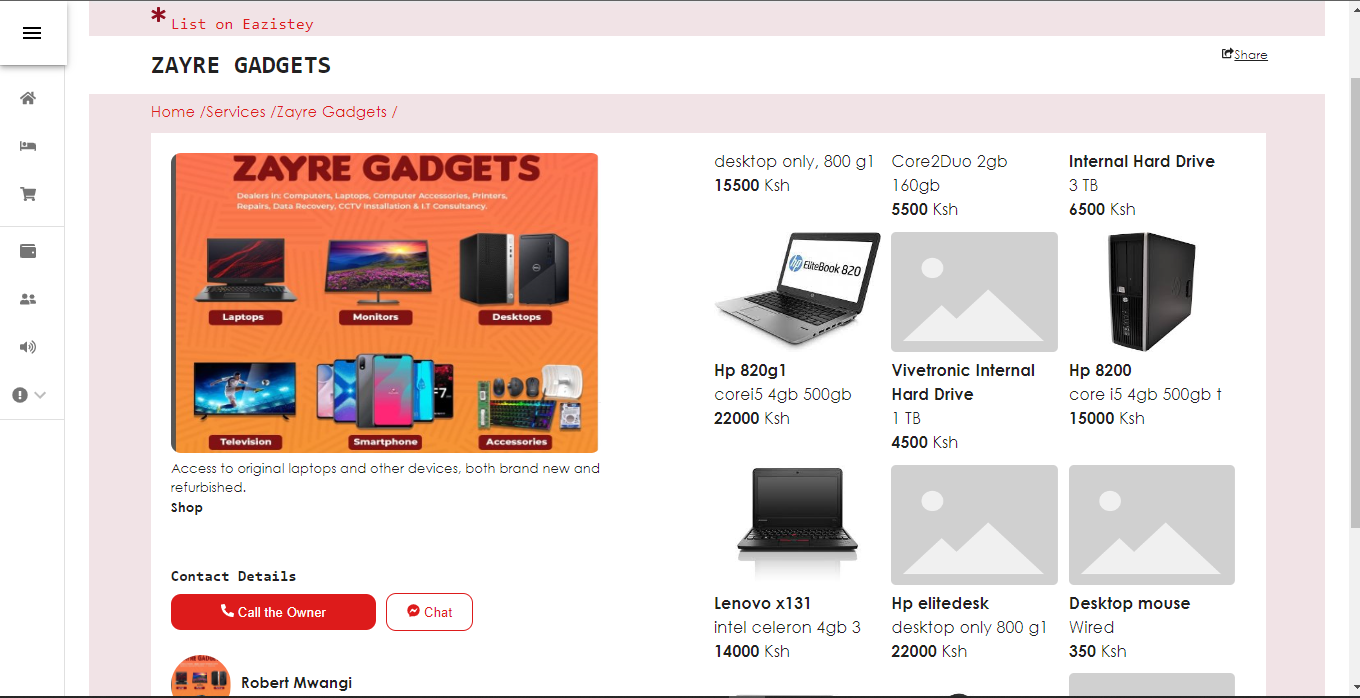 * List on Eazistey
ZAYRE GADGETS
Share
Home /Services /Zayre Gadgets /
ZAYRE GADGETS
Dealers in: Computers, Laptops, Computer Accessories, Printers,
Repairs, Data Recovery, CCTV Installation & I.T Consultancy.
Laptops
Monitors
Desktops
F7
Television
Smartphone
Accessories
Access to original laptops and other devices, both brand new and
refurbished.
Shop
Contact Details
Call the Owner
Chat
Robert Mwangi
desktop only, 800 g1
15500 Ksh
Core2Duo 2gb
160gb
5500 Ksh
Internal Hard Drive
3 TB
6500 Ksh
hp EliteBook 820
Hp 820g1
corei5 4gb 500gb
22000 Ksh
Vivetronic Internal
Hard Drive
1 TB
4500 Ksh
Hp 8200
core i5 4gb 500gb t
15000 Ksh
Lenovo x131
intel celeron 4gb 3
14000 Ksh
Hp elitedesk
desktop only 800 g1
22000 Ksh
Desktop mouse
Wired
350 Ksh